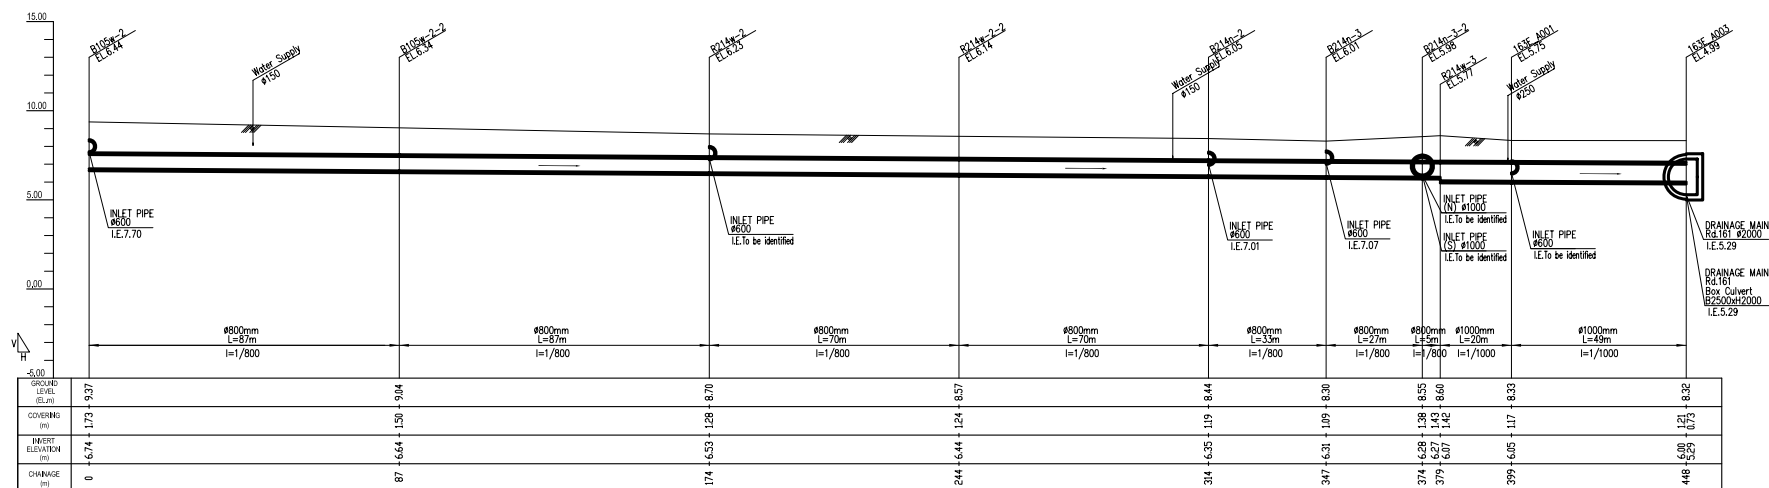 15.00
10.00
5.00
0.00
-5.00
V
H
B105w-2
EL.6.44
Water Supply
ø150
B105w-2-2
EL.6.34
R214w-2
EL.6.23
R214w-2-2
EL.6.14
Water Supply
ø150
B214n-2
EL.6.05
B214n-3
EL.6.01
B214n-3-2
EL.5.98
R214w-3
EL.5.77
163E_A001
EL.5.75
Water Supply
ø250
163E_A003
EL.4.99
INLET PIPE
ø600
I.E.7.70
INLET PIPE
ø600
I.E.To be identified
INLET PIPE
ø600
I.E.7.01
INLET PIPE
ø600
I.E.7.07
INLET PIPE
(N) ø1000
I.E.To be identified
INLET PIPE
(S) ø1000
I.E.To be identified
INLET PIPE
ø600
I.E.To be identified
DRAINAGE MAIN
Rd.161 ø2000
I.E.5.29
DRAINAGE MAIN
Rd.161
Box Culvert
B2500xH2000
I.E.5.29
ø800mm
L=87m
I=1/800
ø800mm
L=87m
I=1/800
ø800mm
L=70m
I=1/800
ø800mm
L=70m
I=1/800
ø800mm
L=33m
I=1/800
ø800mm
L=27m
I=1/800
ø800mm
L=5m
I=1/800
ø1000mm
L=20m
I=1/1000
ø1000mm
L=49m
I=1/1000
GROUND
LEVEL
(EL.m)
9.37 9.04 8.70 8.57 8.44 8.30 8.55 8.60 8.33 8.32
COVERING
(m)
1.73 1.50 1.28 1.24 1.19 1.09 1.38 1.43 1.42 1.17 1.21 0.73
INVERT
ELEVATION
(m)
6.74 6.64 6.53 6.44 6.35 6.31 6.28 6.27 6.07 6.05 6.00 5.29
CHAINAGE
(m)
0 87 174 244 314 347 374 379 399 448